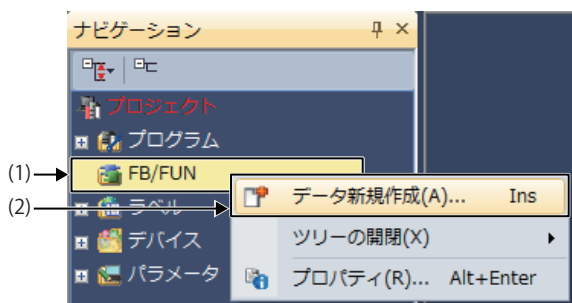 ナビゲーション
プロジェクト
プログラム
(1) FB/FUN
(2) データ新規作成(A)... Ins
ラベル
デバイス
ツリーの開閉(X)
パラメータ
プロパティ(R)... Alt+Enter